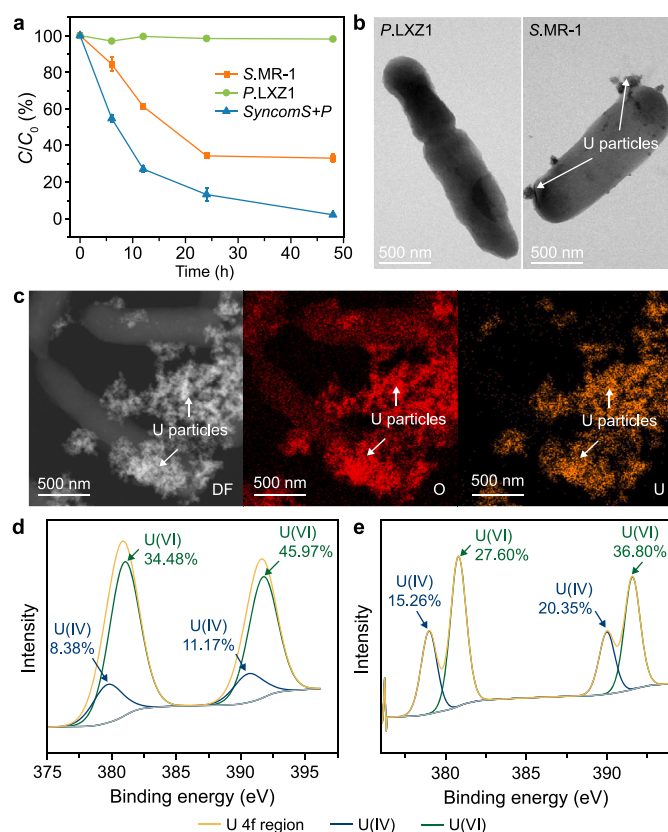 a
C/C0 (%)
100
80
60
40
20
0
S.MR-1
P.LXZ1
SyncomS+P
0 10 20 30 40 50
Time (h)
b
P.LXZ1
S.MR-1
U particles
500 nm
500 nm
c
U particles
500 nm
DF
U particles
500 nm
O
U particles
500 nm
U
d
Intensity
U(VI)
34.48%
U(VI)
45.97%
U(IV)
8.38%
U(IV)
11.17%
375 380 385 390 395
Binding energy (eV)
e
Intensity
U(VI)
27.60%
U(VI)
36.80%
U(IV)
15.26%
U(IV)
20.35%
380 385 390
Binding energy (eV)
U 4f region U(IV) U(VI)